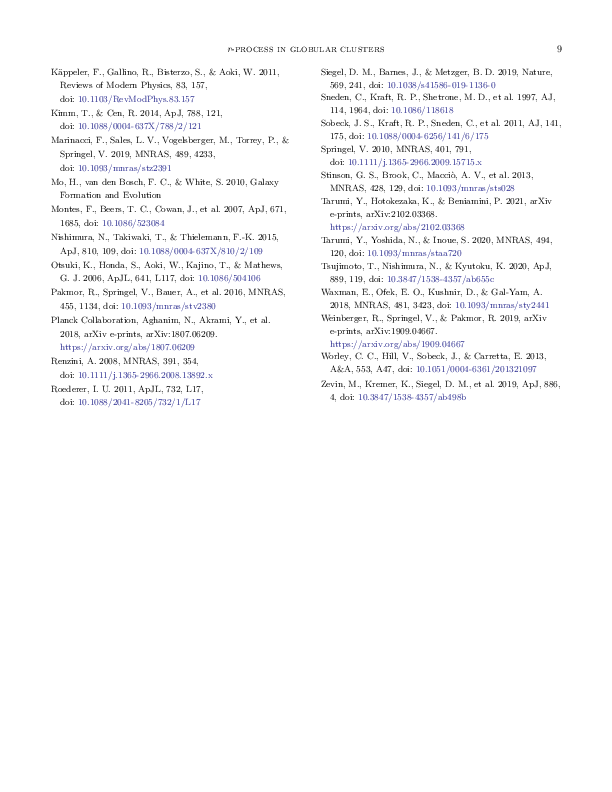 r-PROCESS IN GLOBULAR CLUSTERS
9
Käppeler, F., Gallino, R., Bisterzo, S., & Aoki, W. 2011,
Reviews of Modern Physics, 83, 157,
doi: 10.1103/RevModPhys.83.157
Kimm, T., & Cen, R. 2014, ApJ, 788, 121,
doi: 10.1088/0004-637X/788/2/121
Marinacci, F., Sales, L. V., Vogelsberger, M., Torrey, P., &
Springel, V. 2019, MNRAS, 489, 4233,
doi: 10.1093/mnras/stz2391
Mo, H., van den Bosch, F. C., & White, S. 2010, Galaxy
Formation and Evolution
Montes, F., Beers, T. C., Cowan, J., et al. 2007, ApJ, 671,
1685, doi: 10.1086/523084
Nishimura, N., Takiwaki, T., & Thielemann, F.-K. 2015,
ApJ, 810, 109, doi: 10.1088/0004-637X/810/2/109
Otsuki, K., Honda, S., Aoki, W., Kajino, T., & Mathews,
G. J. 2006, ApJL, 641, L117, doi: 10.1086/504106
Pakmor, R., Springel, V., Bauer, A., et al. 2016, MNRAS,
455, 1134, doi: 10.1093/mnras/stv2380
Planck Collaboration, Aghanim, N., Akrami, Y., et al.
2018, arXiv e-prints, arXiv:1807.06209.
https://arxiv.org/abs/1807.06209
Renzini, A. 2008, MNRAS, 391, 354,
doi: 10.1111/j.1365-2966.2008.13892.x
Roederer, I. U. 2011, ApJL, 732, L17,
doi: 10.1088/2041-8205/732/1/L17
Siegel, D. M., Barnes, J., & Metzger, B. D. 2019, Nature,
569, 241, doi: 10.1038/s41586-019-1136-0
Sneden, C., Kraft, R. P., Shetrone, M. D., et al. 1997, AJ,
114, 1964, doi: 10.1086/118618
Sobeck, J. S., Kraft, R. P., Sneden, C., et al. 2011, AJ, 141,
175, doi: 10.1088/0004-6256/141/6/175
Springel, V. 2010, MNRAS, 401, 791,
doi: 10.1111/j.1365-2966.2009.15715.x
Stinson, G. S., Brook, C., Macciò, A. V., et al. 2013,
MNRAS, 428, 129, doi: 10.1093/mnras/sts028
Tarumi, Y., Hotokezaka, K., & Beniamini, P. 2021, arXiv
e-prints, arXiv:2102.03368.
https://arxiv.org/abs/2102.03368
Tarumi, Y., Yoshida, N., & Inoue, S. 2020, MNRAS, 494,
120, doi: 10.1093/mnras/staa720
Tsujimoto, T., Nishimura, N., & Kyutoku, K. 2020, ApJ,
889, 119, doi: 10.3847/1538-4357/ab655c
Waxman, E., Ofek, E. O., Kushnir, D., & Gal-Yam, A.
2018, MNRAS, 481, 3423, doi: 10.1093/mnras/sty2441
Weinberger, R., Springel, V., & Pakmor, R. 2019, arXiv
e-prints, arXiv:1909.04667.
https://arxiv.org/abs/1909.04667
Worley, C. C., Hill, V., Sobeck, J., & Carretta, E. 2013,
A&A, 553, A47, doi: 10.1051/0004-6361/201321097
Zevin, M., Kremer, K., Siegel, D. M., et al. 2019, ApJ, 886,
4, doi: 10.3847/1538-4357/ab498b